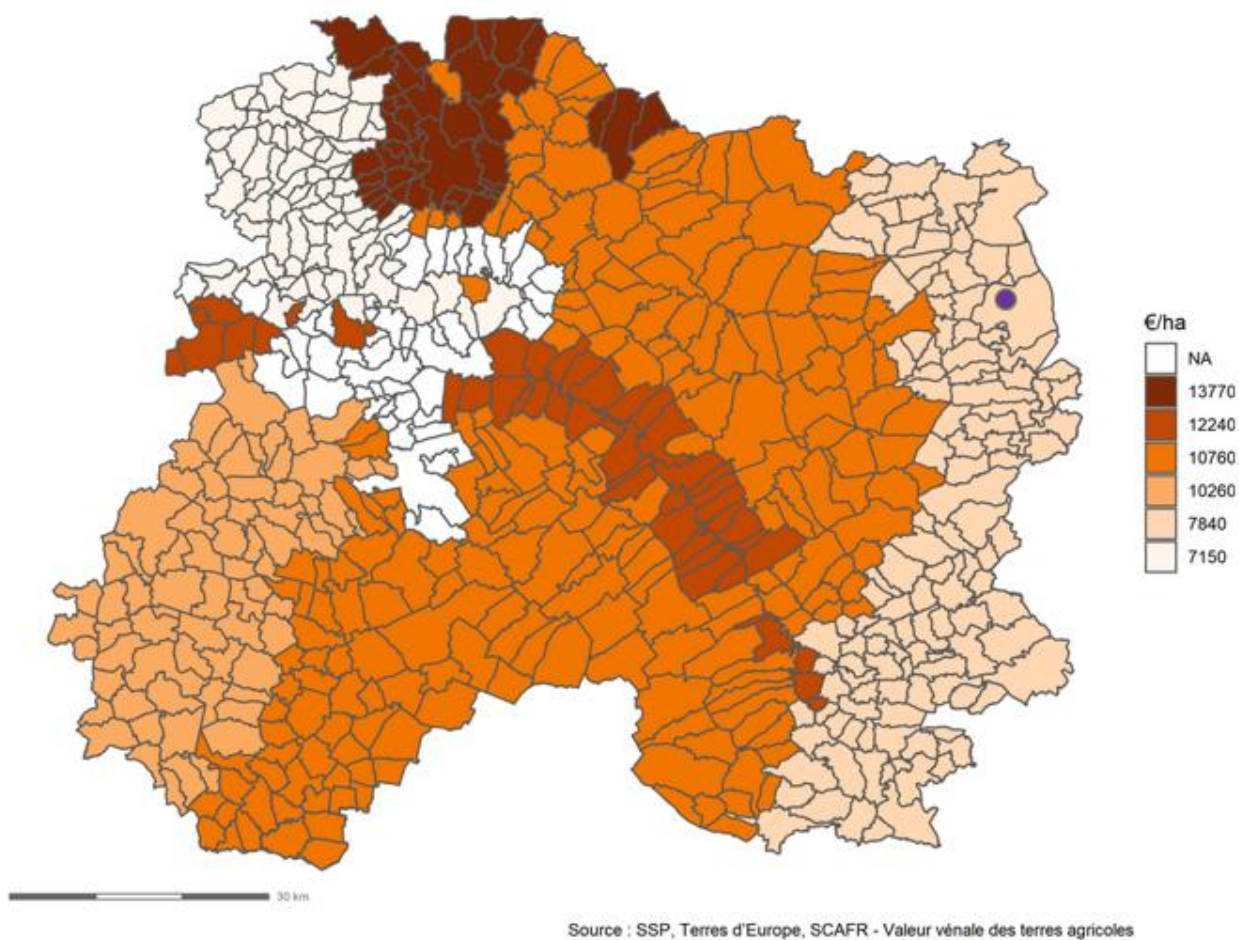 €/ha
NA
13770
12240
10760
10260
7840
7150
30 km
Source : SSP, Terres d'Europe, SCAFR - Valeur vénale des terres agricoles